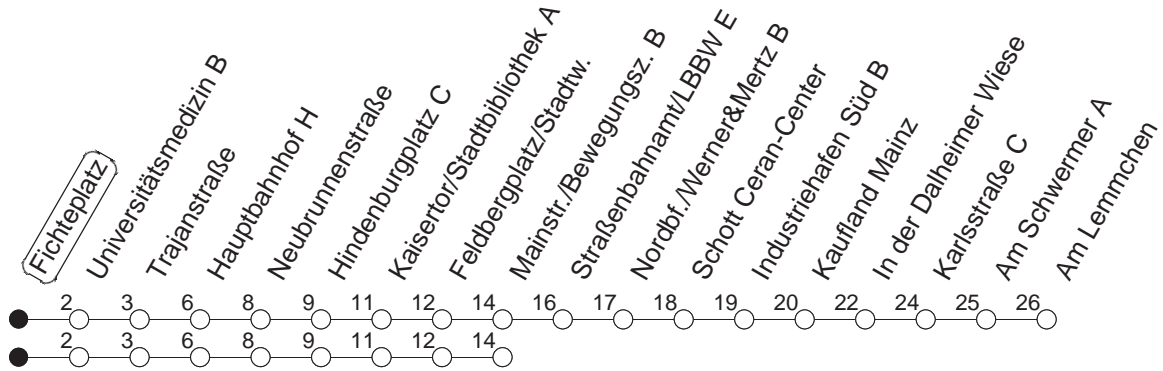 Fichteplatz
Universitätsmedizin B
Trajanstraße
Hauptbahnhof H
Neubrunnenstraße
Hindenburgplatz C
Kaisertor/Stadtbibliothek A
Feldbergplatz/Stadtw.
Mainstr./Bewegungsz. B
Straßenbahnamt/LBBW E
Nordbf./Werner&Mertz B
Schott Ceran-Center
Industriehafen Süd B
Kaufland Mainz
In der Dalheimer Wiese
Karlsstraße C
Am Schwermer A
Am Lemmchen
2 3 6 8 9 11 12 14 16 17 18 19 20 22 24 25 26
2 3 6 8 9 11 12 14